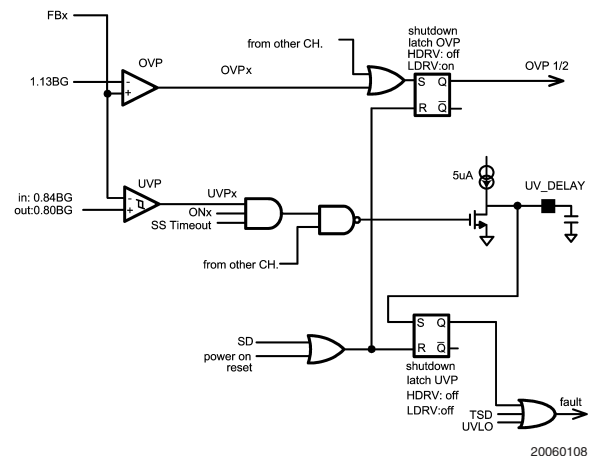 FBx
from other CH.
shutdown
latch OVP
HDRV: off
LDRV:on
OVP
OVPx
OVP 1/2
1.13BG
-
+
S Q
R Q̅
UVP
5uA
UV_DELAY
in: 0.84BG
out:0.80BG
-
+
UVPx
ONx
SS Timeout
from other CH.
SD
power on
reset
S Q
R Q̅
shutdown
latch UVP
HDRV: off
LDRV:off
fault
TSD
UVLO
20060108